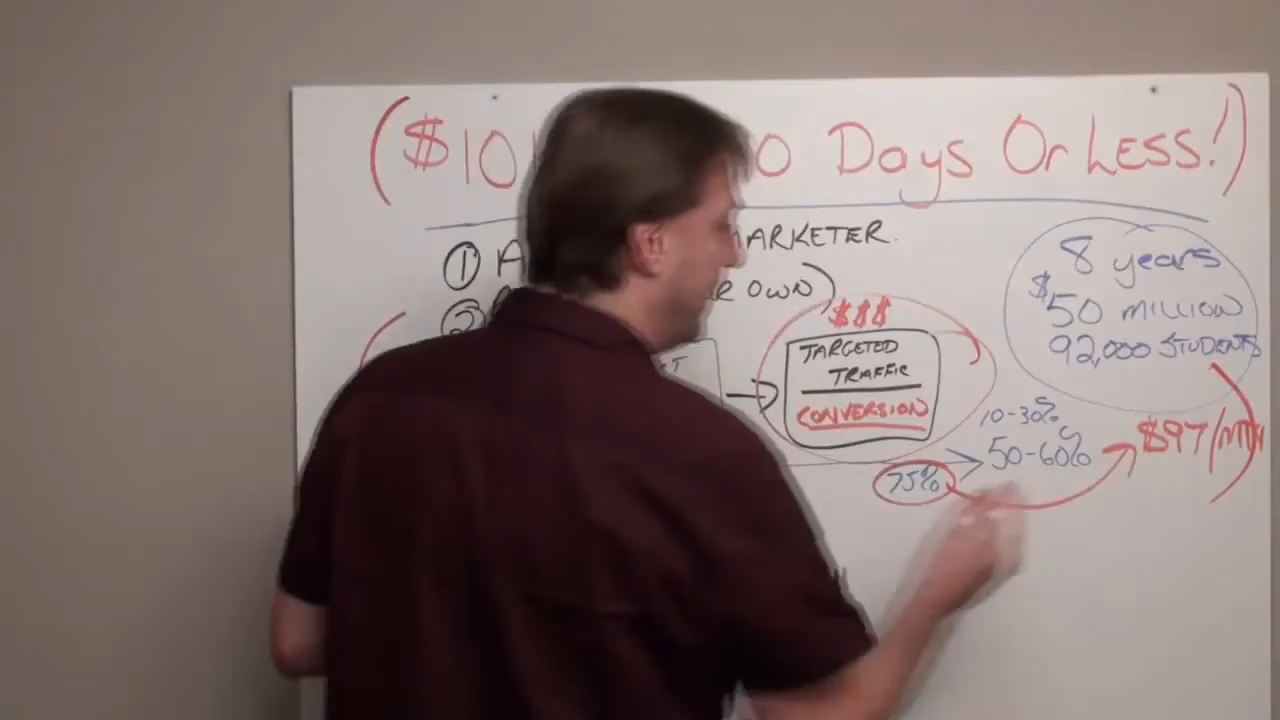 ($10 0 Days Or Less!)
① A MARKETER.
② R OWN)
8 years
$50 MILLION
92,000 STUDENTS
$$$
TARGETED
TRAFFIC
CONVERSION
10-30%
50-60%
75%
$97/MTH